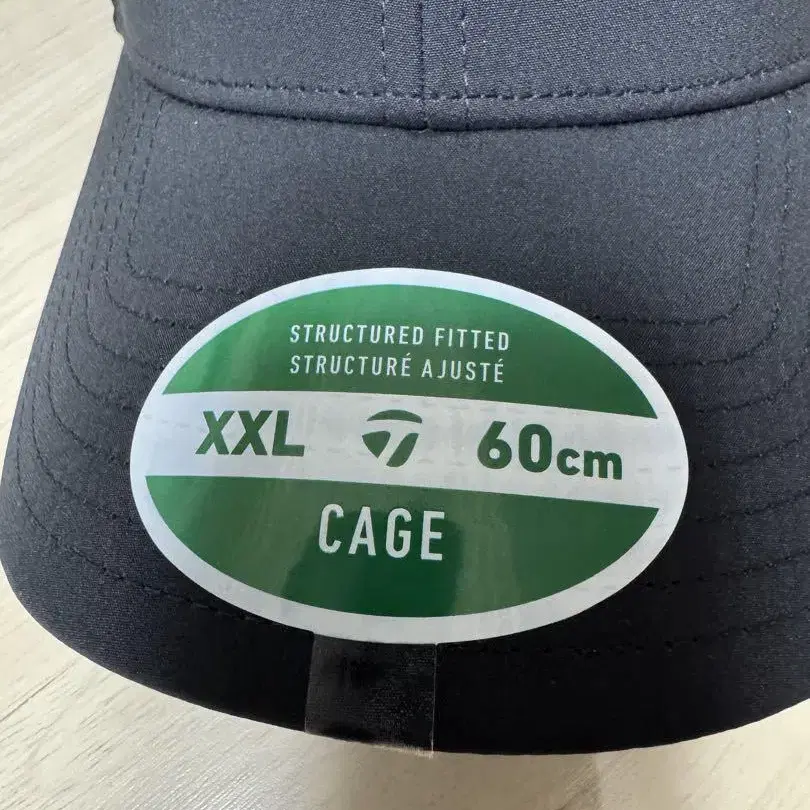 STRUCTURED FITTED
STRUCTURÉ AJUSTÉ
XXL 60cm
CAGE